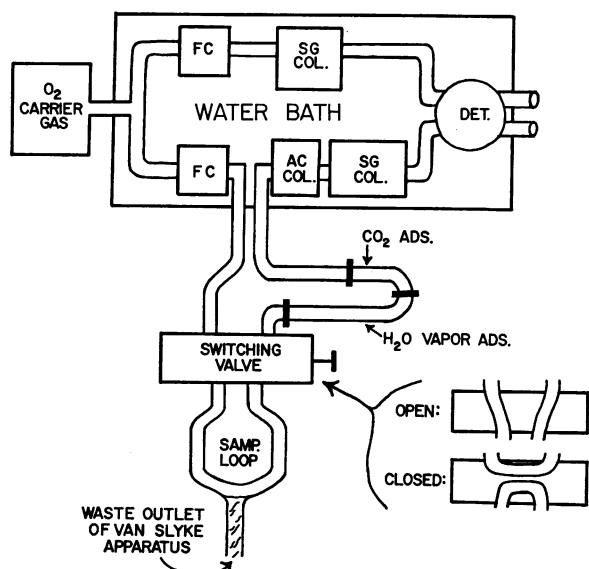 O₂
CARRIER
GAS
FC
SG
COL.
WATER BATH
DET.
FC
AC
COL.
SG
COL.
CO₂ ADS.
H₂O VAPOR ADS.
SWITCHING
VALVE
OPEN:
SAMP.
LOOP
CLOSED:
WASTE OUTLET
OF VAN SLYKE
APPARATUS